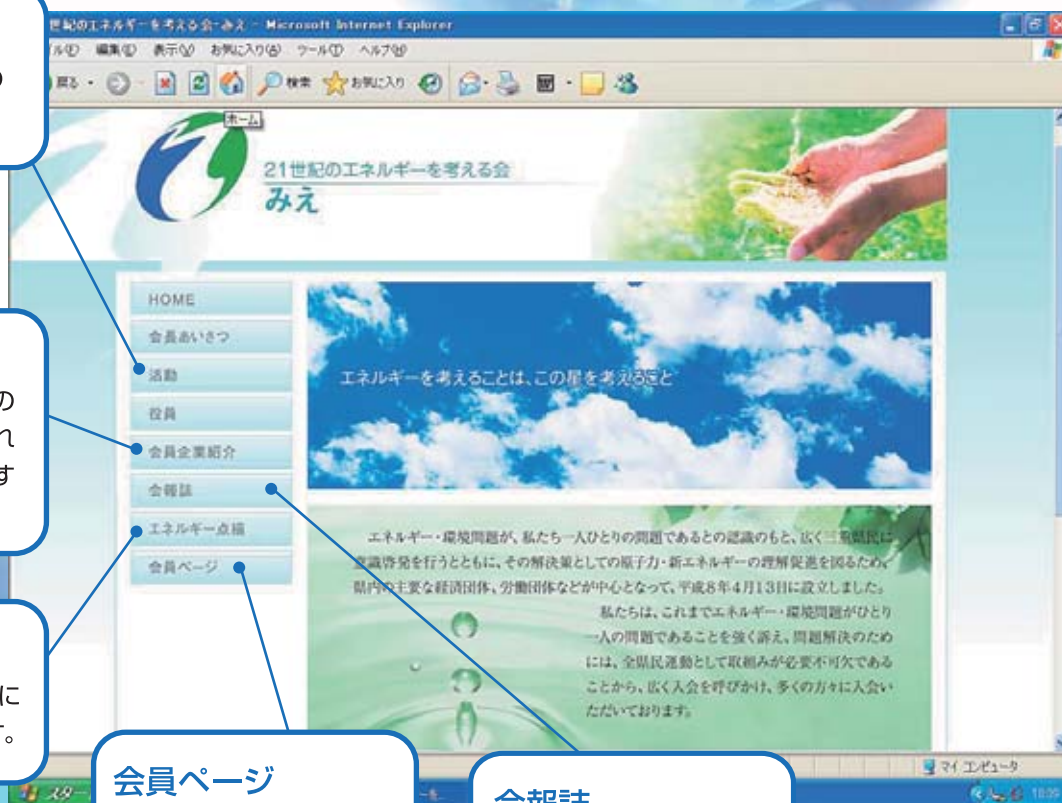 世紀のエネルギーを考える会-みえ - Microsoft Internet Explorer
編集(E) 表示(V) お気に入り(A) ツール(T) ヘルプ(H)
戻る
検索
お気に入り
ホーム
21世紀のエネルギーを考える会
みえ
HOME
会長あいさつ
活動
役員
会員企業紹介
会報誌
エネルギー点描
会員ページ
エネルギーを考えることは、この星を考えること
エネルギー・環境問題が、私たち一人ひとりの問題であるとの認識のもと、広く三重県民に
意識啓発を行うとともに、その解決策としての原子力・新エネルギーの理解促進を図るため、
県内の主要な経済団体、労働団体などが中心となって、平成8年4月13日に設立しました。
私たちは、これまでエネルギー・環境問題がひとり
一人の問題であることを強く訴え、問題解決のため
には、全県民運動として取組みが必要不可欠である
ことから、広く入会を呼びかけ、多くの方々に入会い
ただいております。
の
れ
す
に
。
会員ページ
会報誌
マイ コンピュータ
スター